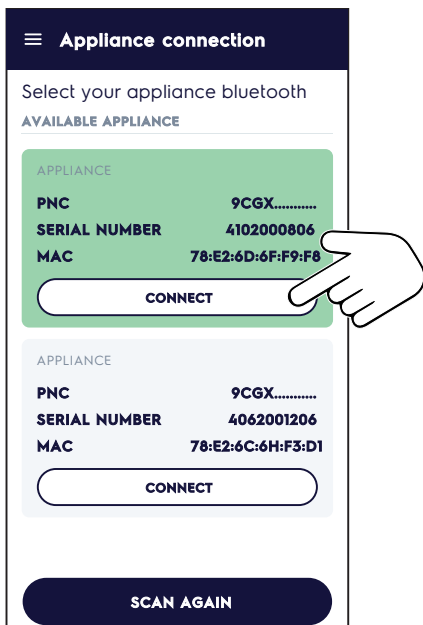 Appliance connection
Select your appliance bluetooth
AVAILABLE APPLIANCE
APPLIANCE
PNC 9CGX...........
SERIAL NUMBER 4102000806
MAC 78:E2:6D:6F:F9:F8
CONNECT
APPLIANCE
PNC 9CGX...........
SERIAL NUMBER 4062001206
MAC 78:E2:6C:6H:F3:D1
CONNECT
SCAN AGAIN